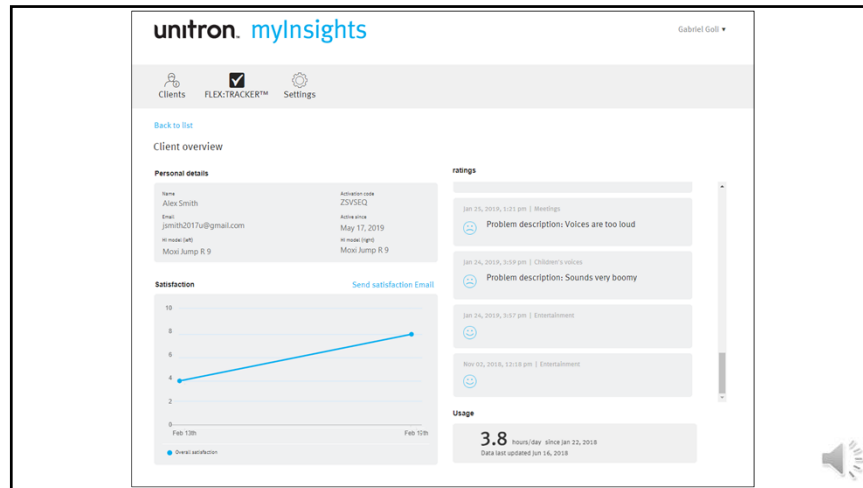 unitron. myInsights
Gabriel Goll ▾
Clients
FLEX:TRACKER™
Settings
Back to list
Client overview
Personal details
Name
Alex Smith
Activation code
ZSVSEQ
Email
jsmith2017u@gmail.com
Active since
May 17, 2019
HI model (left)
Moxi Jump R 9
HI model (right)
Moxi Jump R 9
Satisfaction
Send satisfaction Email
10
8
6
4
2
0
Feb 13th
Feb 18th
Overall satisfaction
ratings
Jan 25, 2018, 1:21 pm | Meetings
Problem description: Voices are too loud
Jan 24, 2018, 3:59 pm | Children's voices
Problem description: Sounds very boomy
Jan 24, 2018, 3:57 pm | Entertainment
Nov 02, 2018, 12:18 pm | Entertainment
Usage
3.8 hours/day since Jan 22, 2018
Data last updated Jun 16, 2018